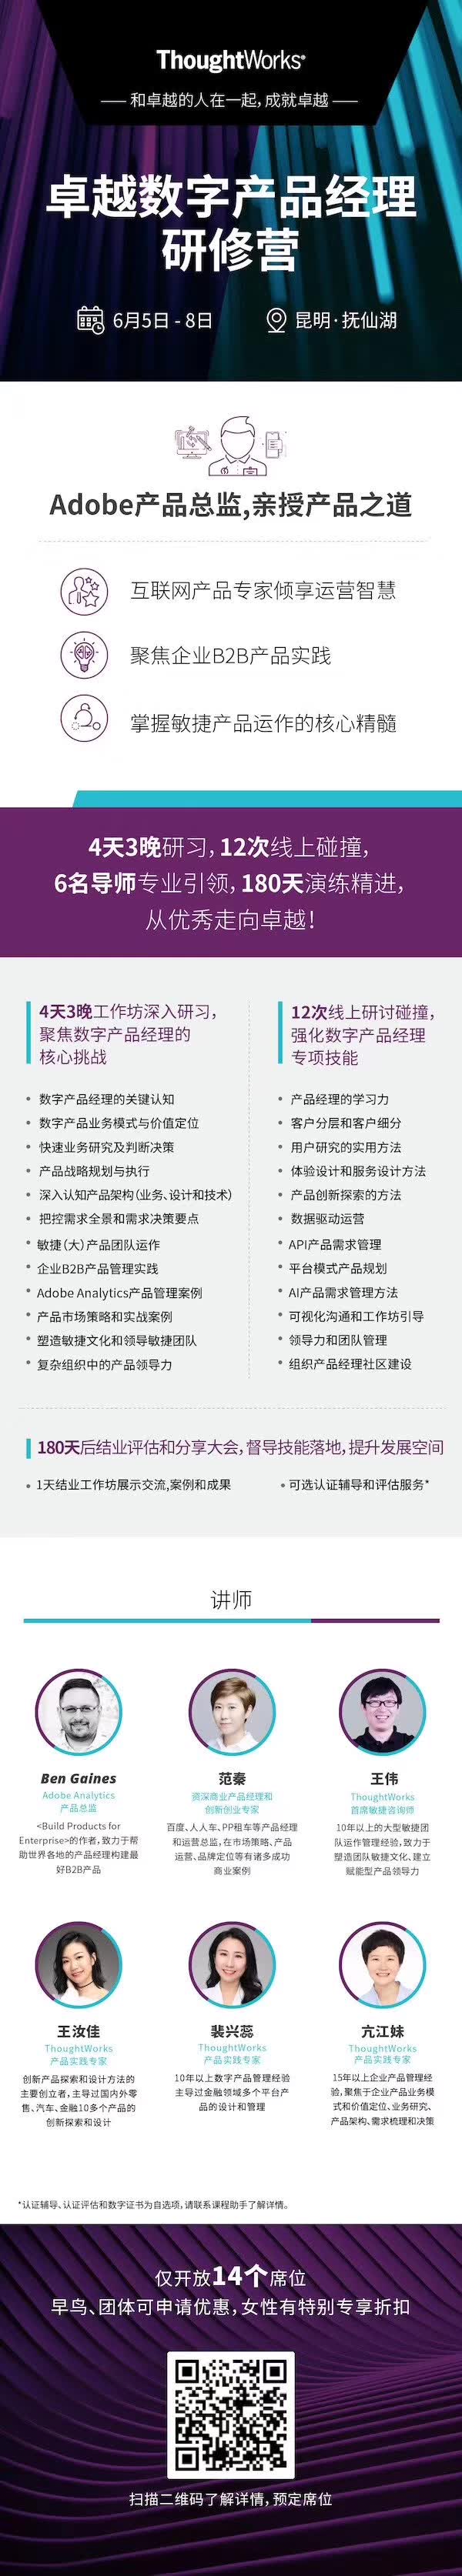 ThoughtWorks
和卓越的人在一起,成就卓越
卓越数字产品经理
研修营
6月5日 - 8日
昆明·抚仙湖
Adobe产品总监,亲授产品之道
互联网产品专家倾享运营智慧
聚焦企业B2B产品实践
掌握敏捷产品运作的核心精髓
4天3晚研习,12次线上碰撞,
6名导师专业引领,180天演练精进,
从优秀走向卓越!
4天3晚工作坊深入研习,
聚焦数字产品经理的
核心挑战
• 数字产品经理的关键认知
• 数字产品业务模式与价值定位
• 快速业务研究及判断决策
• 产品战略规划与执行
• 深入认知产品架构(业务、设计和技术)
• 把控需求全景和需求决策要点
• 敏捷(大)产品团队运作
• 企业B2B产品管理实践
• Adobe Analytics产品管理案例
• 产品市场策略和实战案例
• 塑造敏捷文化和领导敏捷团队
• 复杂组织中的产品领导力
12次线上研讨碰撞,
强化数字产品经理
专项技能
• 产品经理的学习力
• 客户分层和客户细分
• 用户研究的实用方法
• 体验设计和服务设计方法
• 产品创新探索的方法
• 数据驱动运营
• API产品需求管理
• 平台模式产品规划
• AI产品需求管理方法
• 可视化沟通和工作坊引导
• 领导力和团队管理
• 组织产品经理社区建设
180天后结业评估和分享大会,督导技能落地,提升发展空间
• 1天结业工作坊展示交流,案例和成果
• 可选认证辅导和评估服务*
讲师
Ben Gaines
Adobe Analytics
产品总监
<Build Products for
Enterprise>的作者,致力于帮
助世界各地的产品经理构建最
好B2B产品
范秦
资深商业产品经理和
创新创业专家
百度、人人车、PP租车等产品经理
和运营总监,在市场策略、产品
运营、品牌定位等有诸多成功
商业案例
王伟
ThoughtWorks
首席敏捷咨询师
10年以上的大型敏捷团
队运作管理经验,致力于
塑造团队敏捷文化、建立
赋能型产品领导力
王汝佳
ThoughtWorks
产品实践专家
创新产品探索和设计方法的
主要创立者,主导过国内外零
售、汽车、金融10多个产品的
创新探索和设计
裴兴蕊
ThoughtWorks
产品实践专家
10年以上数字产品管理经验
主导过金融领域多个平台产
品的设计和管理
亢江妹
ThoughtWorks
产品实践专家
15年以上企业产品管理经
验,聚焦于企业产品业务模
式和价值定位、业务研究、
产品架构、需求梳理和决策
*认证辅导、认证评估和数字证书为自选项,请联系课程助手了解详情。
仅开放14个席位
早鸟、团体可申请优惠,女性有特别专享折扣
扫描二维码了解详情,预定席位